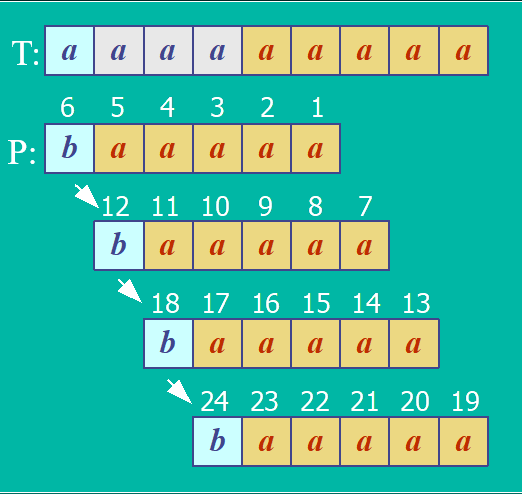 T: a a a a a a a a a
6 5 4 3 2 1
P: b a a a a a
12 11 10 9 8 7
b a a a a a
18 17 16 15 14 13
b a a a a a
24 23 22 21 20 19
b a a a a a